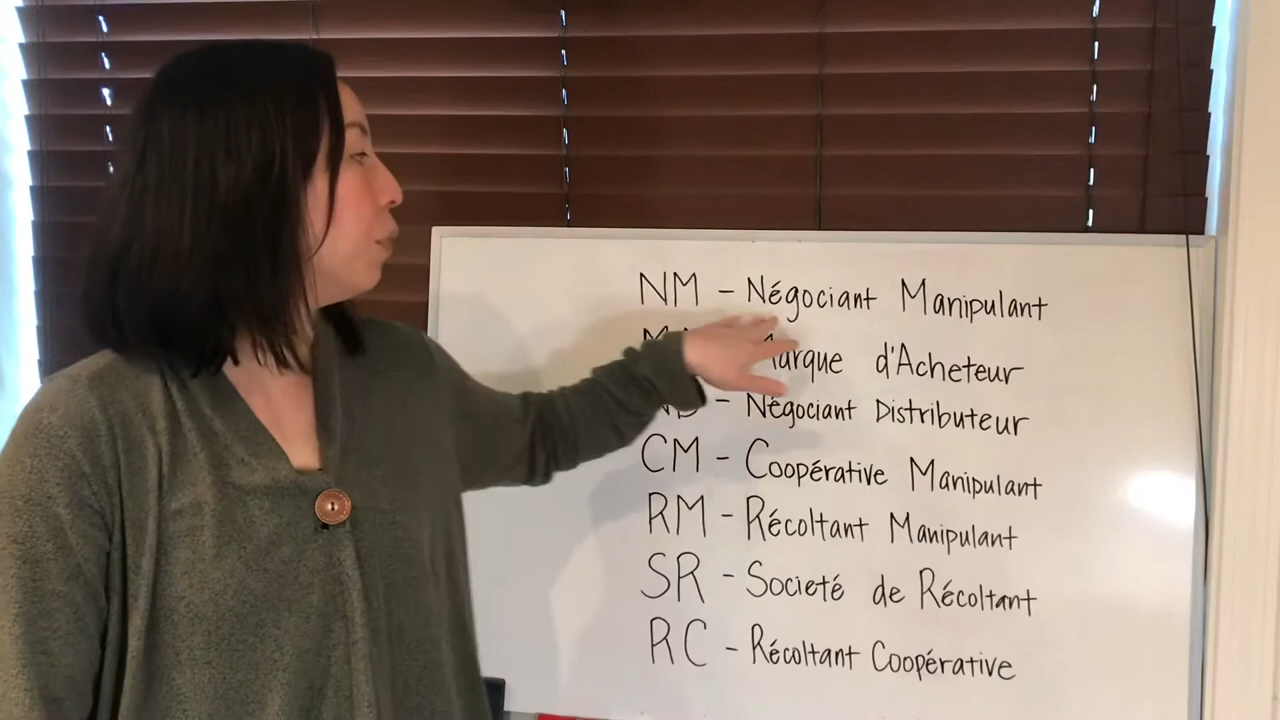 NM - Négociant Manipulant
Marque d'Acheteur
ND - Négociant Distributeur
CM - Coopérative Manipulant
RM - Récoltant Manipulant
SR - Societé de Récoltant
RC - Récoltant Coopérative